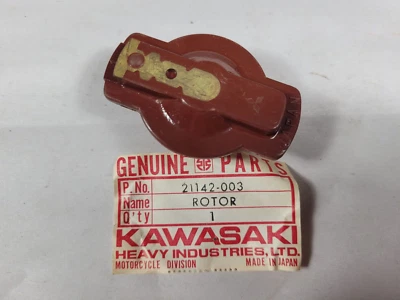 GENUINE PARTS
P.No. 21142-003
Name ROTOR
Q'ty 1
KAWASAKI
HEAVY INDUSTRIES, LTD.
MOTORCYCLE DIVISION MADE IN JAPAN